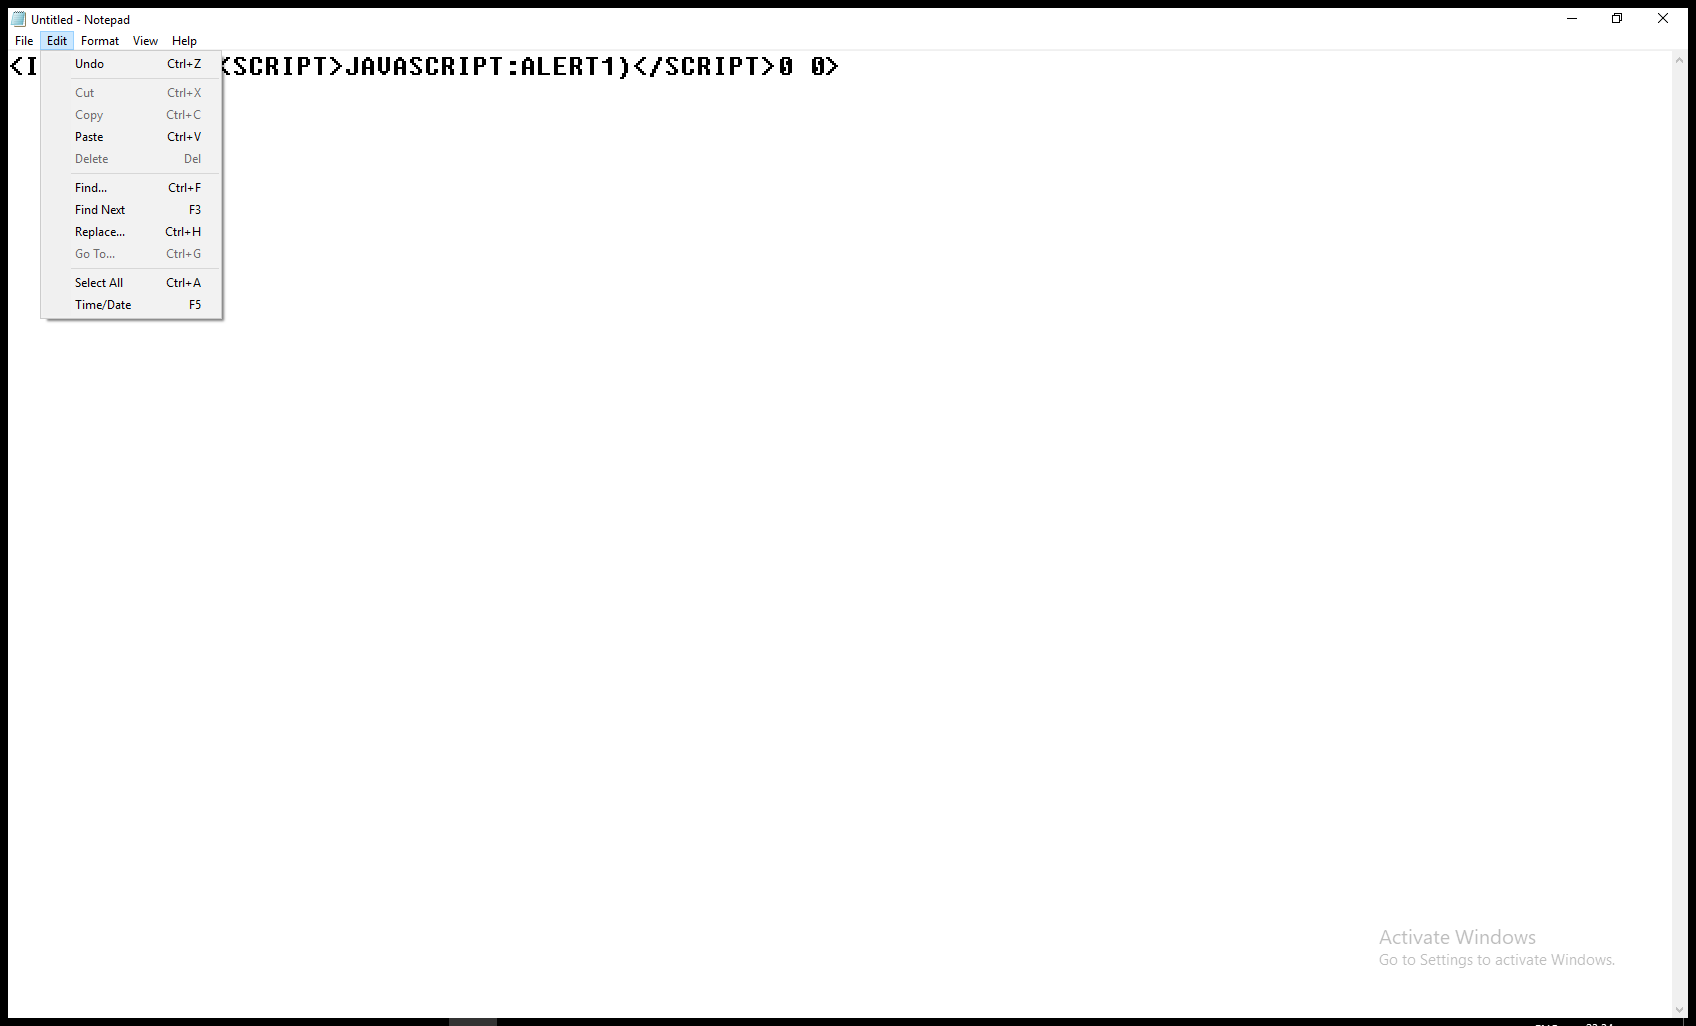 Untitled - Notepad
File Edit Format View Help
<I <SCRIPT>JAVASCRIPT:ALERT1)</SCRIPT>0 0>
Undo Ctrl+Z
Cut Ctrl+X
Copy Ctrl+C
Paste Ctrl+V
Delete Del
Find... Ctrl+F
Find Next F3
Replace... Ctrl+H
Go To... Ctrl+G
Select All Ctrl+A
Time/Date F5
Activate Windows
Go to Settings to activate Windows.